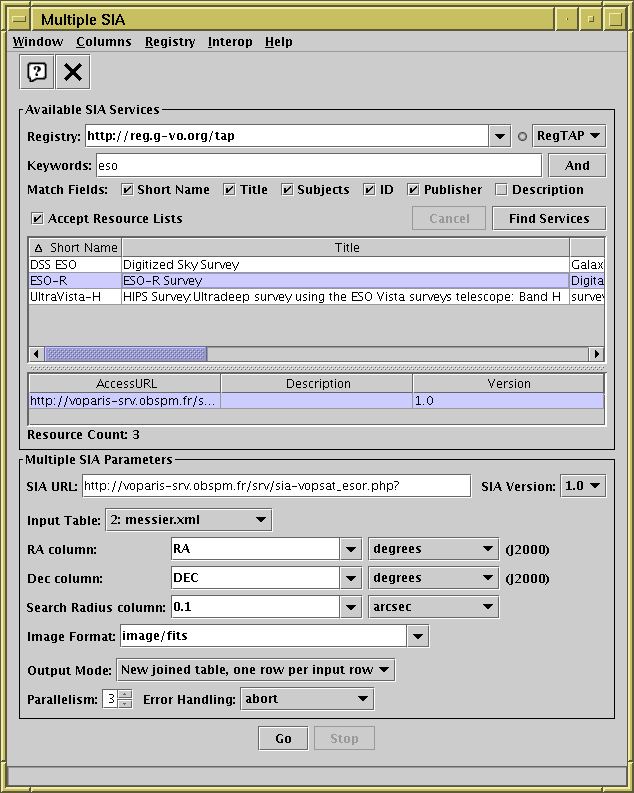 Multiple SIA
Window Columns Registry Interop Help
Available SIA Services
Registry: http://reg.g-vo.org/tap RegTAP
Keywords: eso And
Match Fields: Short Name Title Subjects ID Publisher Description
Accept Resource Lists Cancel Find Services
Δ Short Name Title
DSS ESO Digitized Sky Survey Galax
ESO-R ESO-R Survey Digita
UltraVista-H HIPS Survey:Ultradeep survey using the ESO Vista surveys telescope: Band H survey
AccessURL Description Version
http://voparis-srv.obspm.fr/s... 1.0
Resource Count: 3
Multiple SIA Parameters
SIA URL: http://voparis-srv.obspm.fr/srv/sia-vopsat_esor.php? SIA Version: 1.0
Input Table: 2: messier.xml
RA column: RA degrees (J2000)
Dec column: DEC degrees (J2000)
Search Radius column: 0.1 arcsec
Image Format: image/fits
Output Mode: New joined table, one row per input row
Parallelism: 3 Error Handling: abort
Go Stop